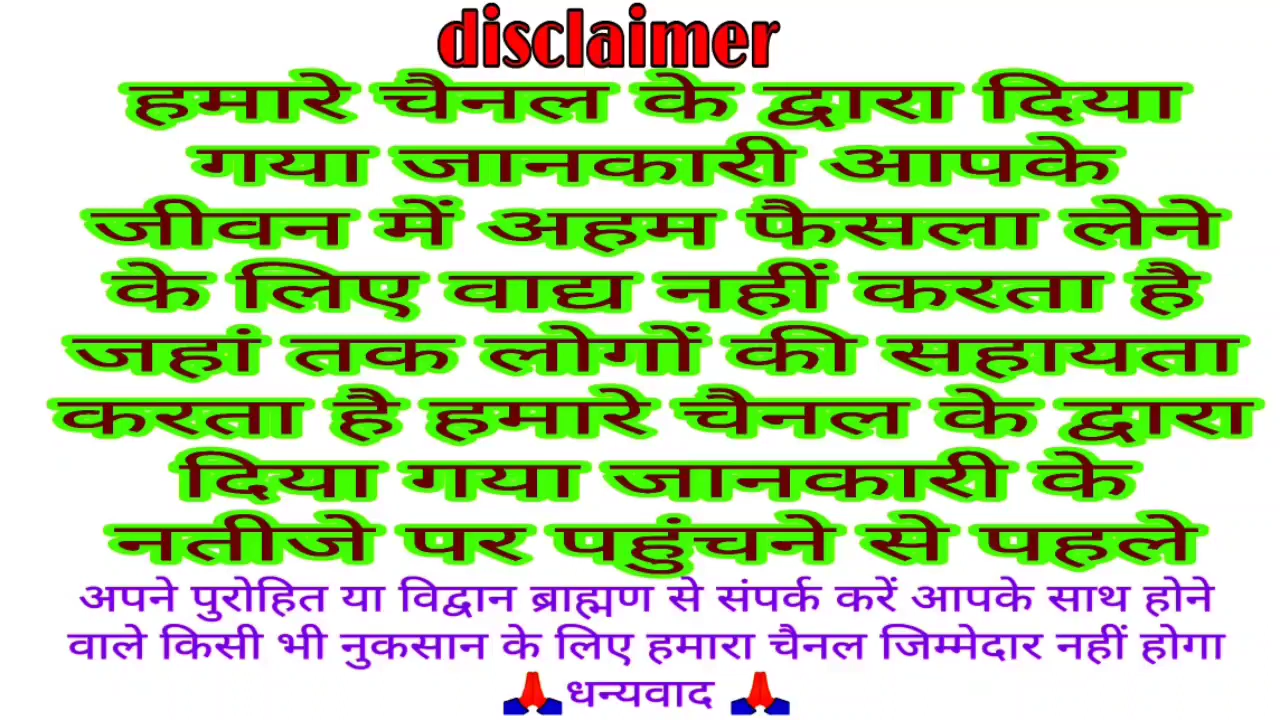 disclaimer
हमारे चैनल के द्वारा दिया
गया जानकारी आपके
जीवन में अहम फैसला लेने
के लिए वाद्य नहीं करता है
जहां तक लोगों की सहायता
करता है हमारे चैनल के द्वारा
दिया गया जानकारी के
नतीजे पर पहुंचने से पहले
अपने पुरोहित या विद्वान ब्राह्मण से संपर्क करें आपके साथ होने
वाले किसी भी नुकसान के लिए हमारा चैनल जिम्मेदार नहीं होगा
🙏धन्यवाद 🙏